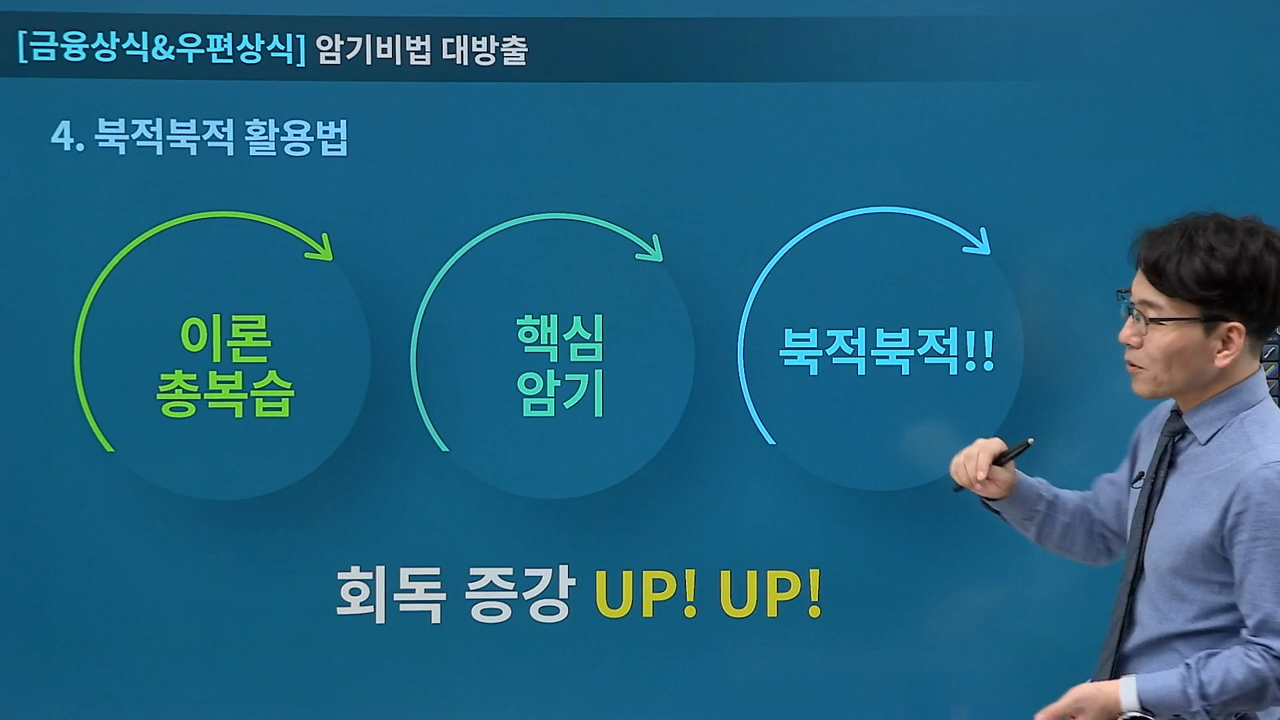 [금융상식&우편상식] 암기비법 대방출
4. 북적북적 활용법
이론
총복습
핵심
암기
북적북적!!
회독 증강 UP! UP!